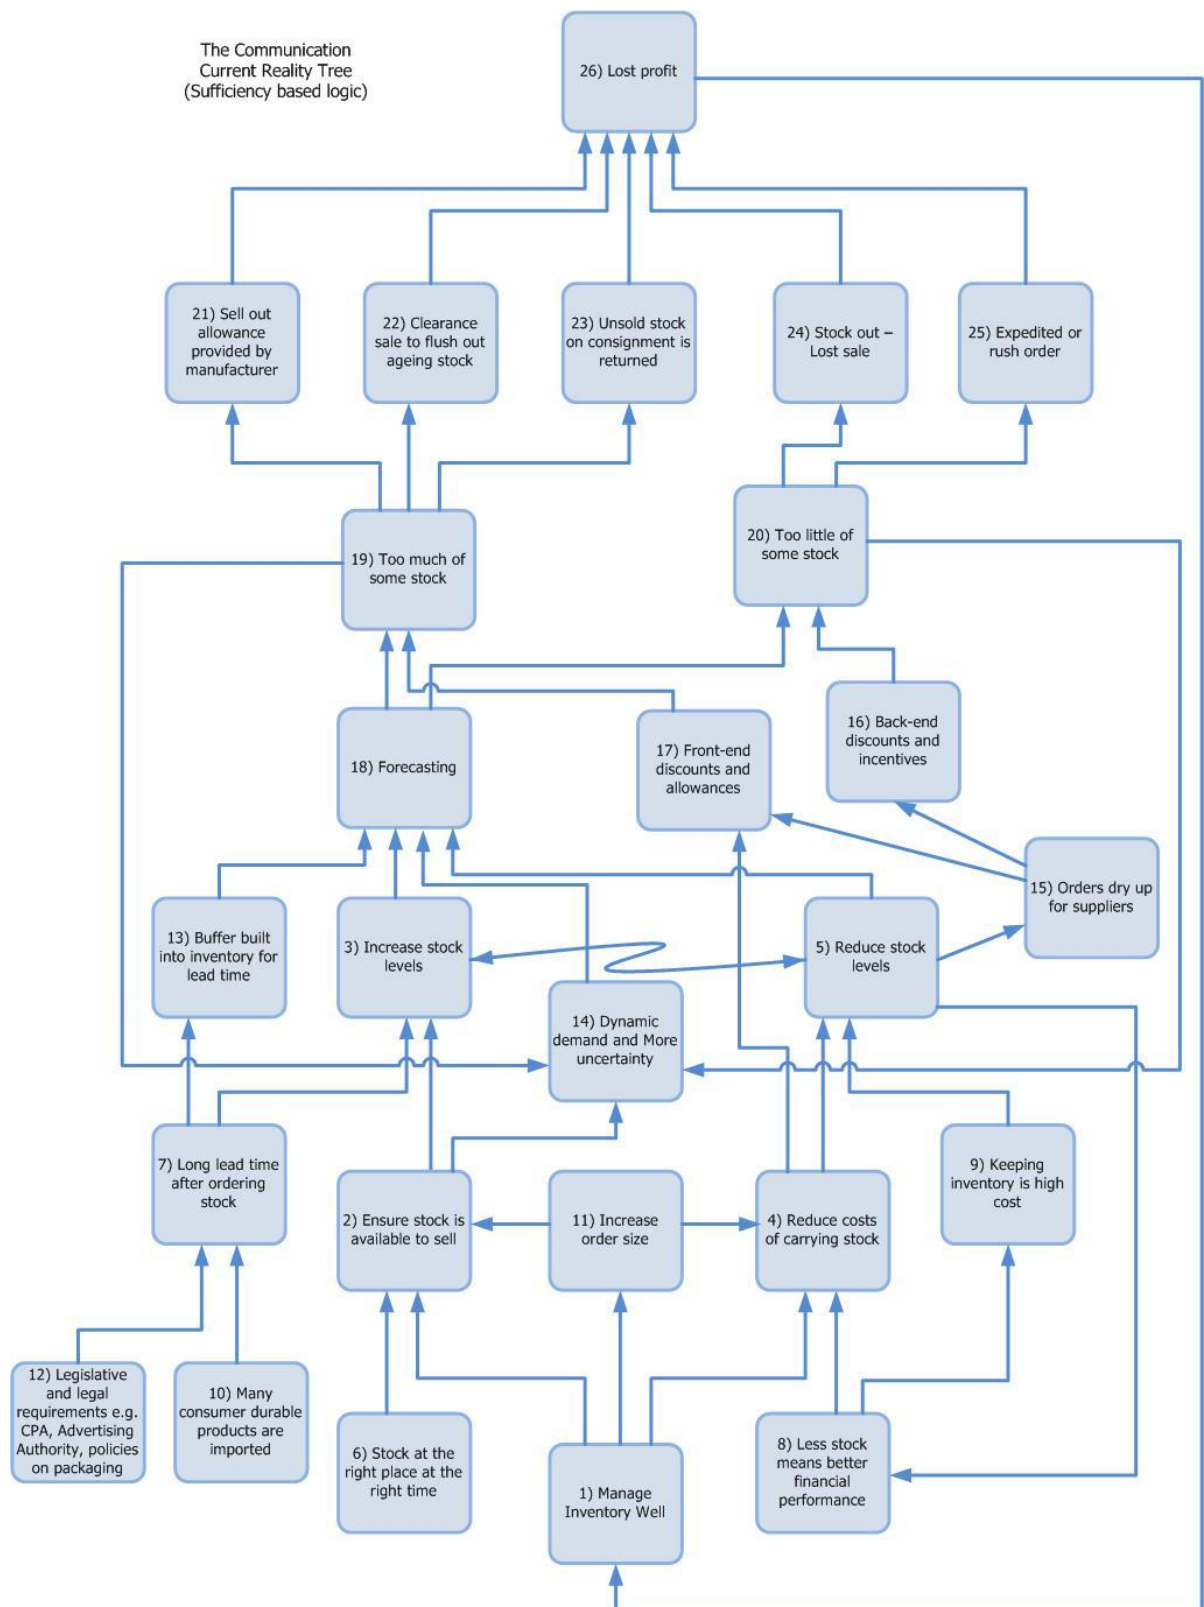 The Communication
Current Reality Tree
(Sufficiency based logic)
26) Lost profit
21) Sell out
allowance
provided by
manufacturer
22) Clearance
sale to flush out
ageing stock
23) Unsold stock
on consignment is
returned
24) Stock out –
Lost sale
25) Expedited or
rush order
19) Too much of
some stock
20) Too little of
some stock
18) Forecasting
17) Front-end
discounts and
allowances
16) Back-end
discounts and
incentives
15) Orders dry up
for suppliers
13) Buffer built
into inventory for
lead time
3) Increase stock
levels
5) Reduce stock
levels
14) Dynamic
demand and More
uncertainty
7) Long lead time
after ordering
stock
2) Ensure stock is
available to sell
11) Increase
order size
4) Reduce costs
of carrying stock
9) Keeping
inventory is high
cost
12) Legislative
and legal
requirements e.g.
CPA, Advertising
Authority, policies
on packaging
10) Many
consumer durable
products are
imported
6) Stock at the
right place at the
right time
1) Manage
Inventory Well
8) Less stock
means better
financial
performance